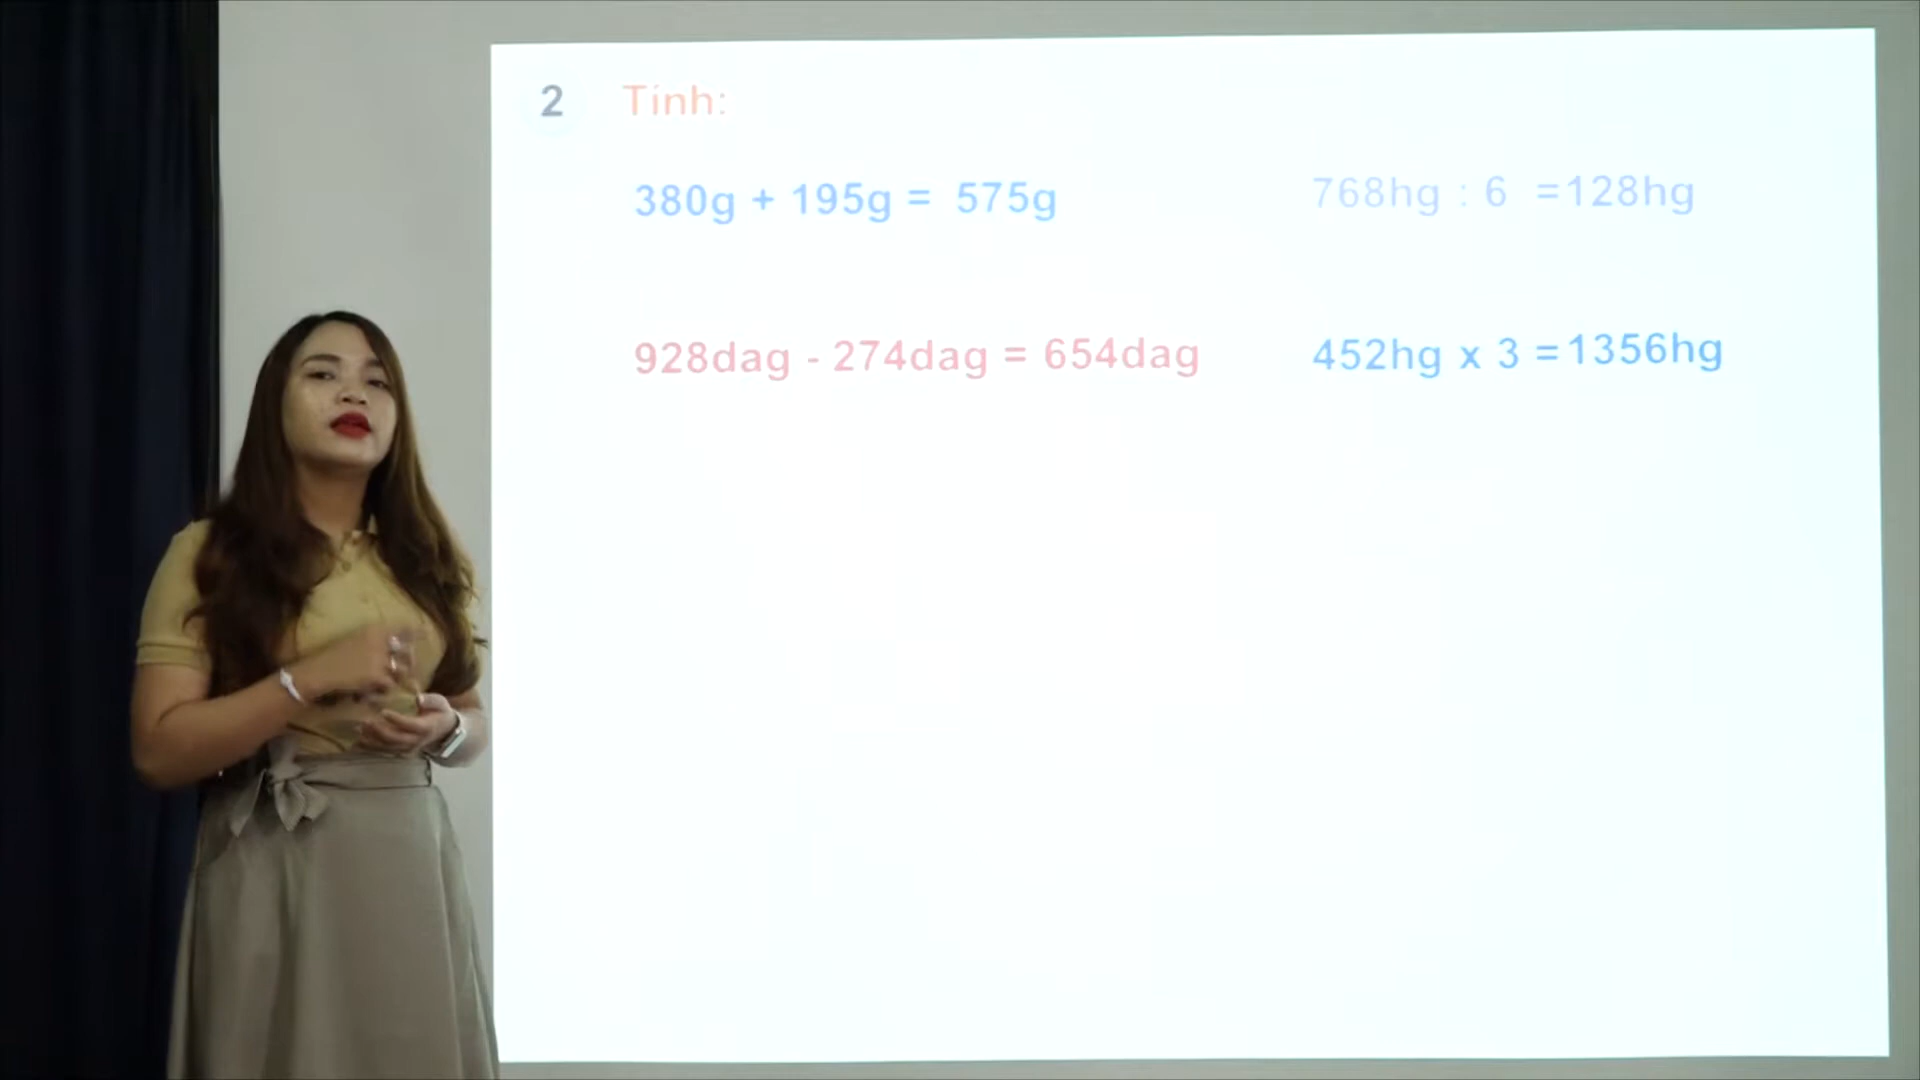 2 Tính:
380g + 195g = 575g
768hg : 6 =128hg
928dag - 274dag = 654dag
452hg x 3 =1356hg